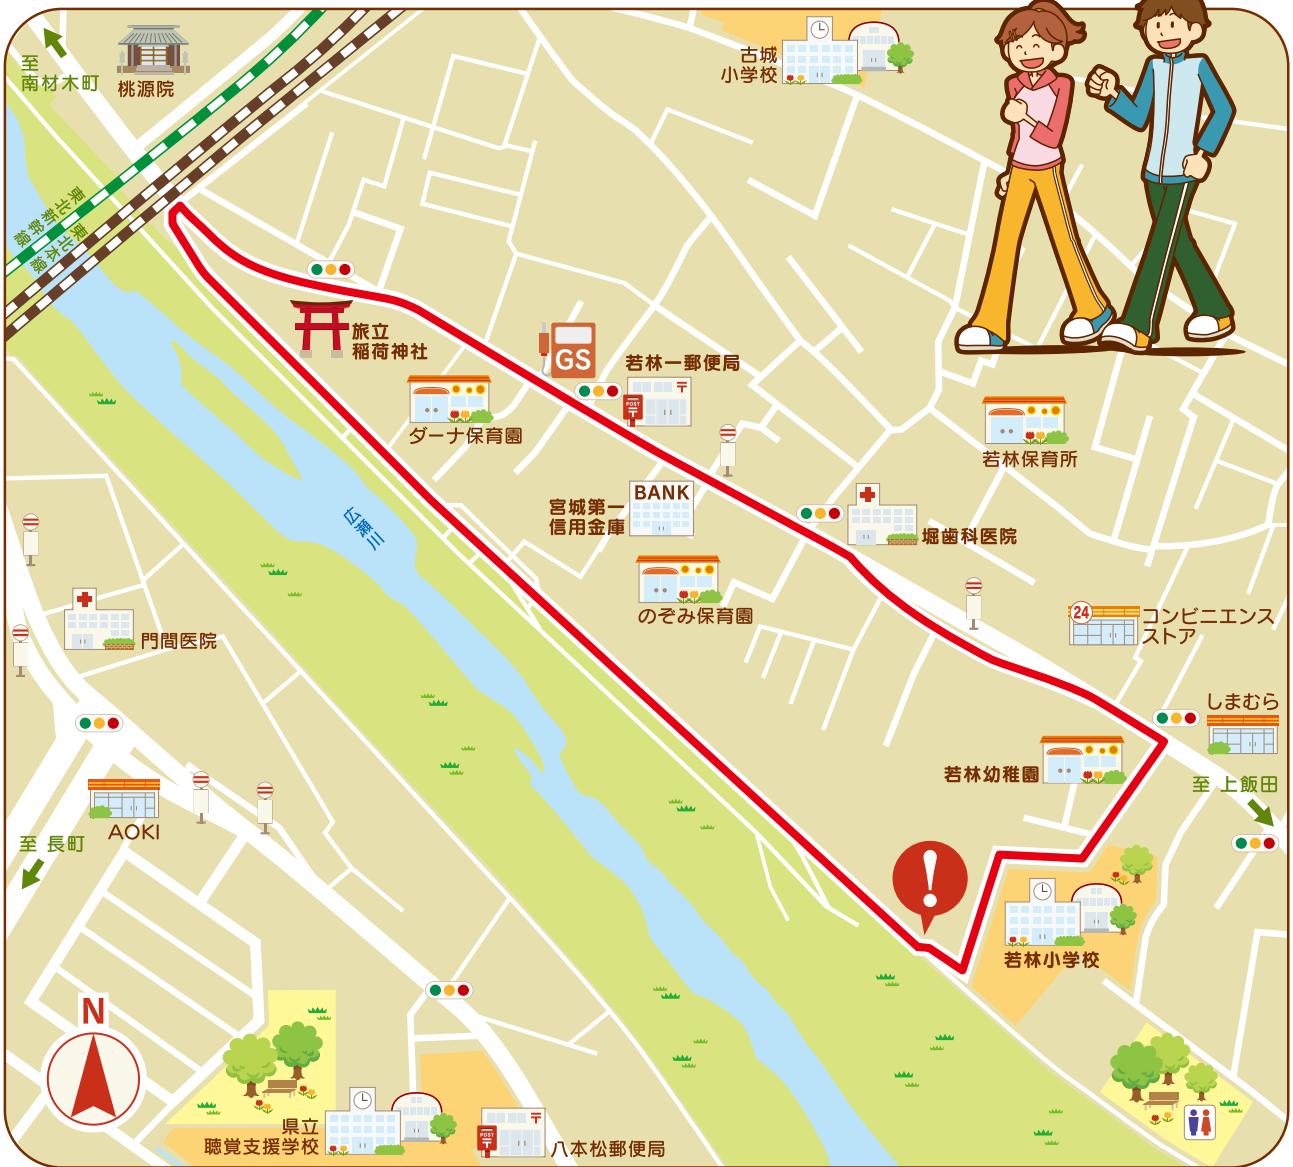 至
南材木町
桃源院
古城
小学校
東北新幹線
東北本線
旅立
稲荷神社
GS
若林一郵便局
POST
ダーナ保育園
若林保育所
BANK
宮城第一
信用金庫
堀歯科医院
広瀬川
のぞみ保育園
24
コンビニエンス
ストア
門間医院
しまむら
若林幼稚園
至 上飯田
AOKI
至 長町
!
若林小学校
N
県立
聴覚支援学校
POST
八本松郵便局